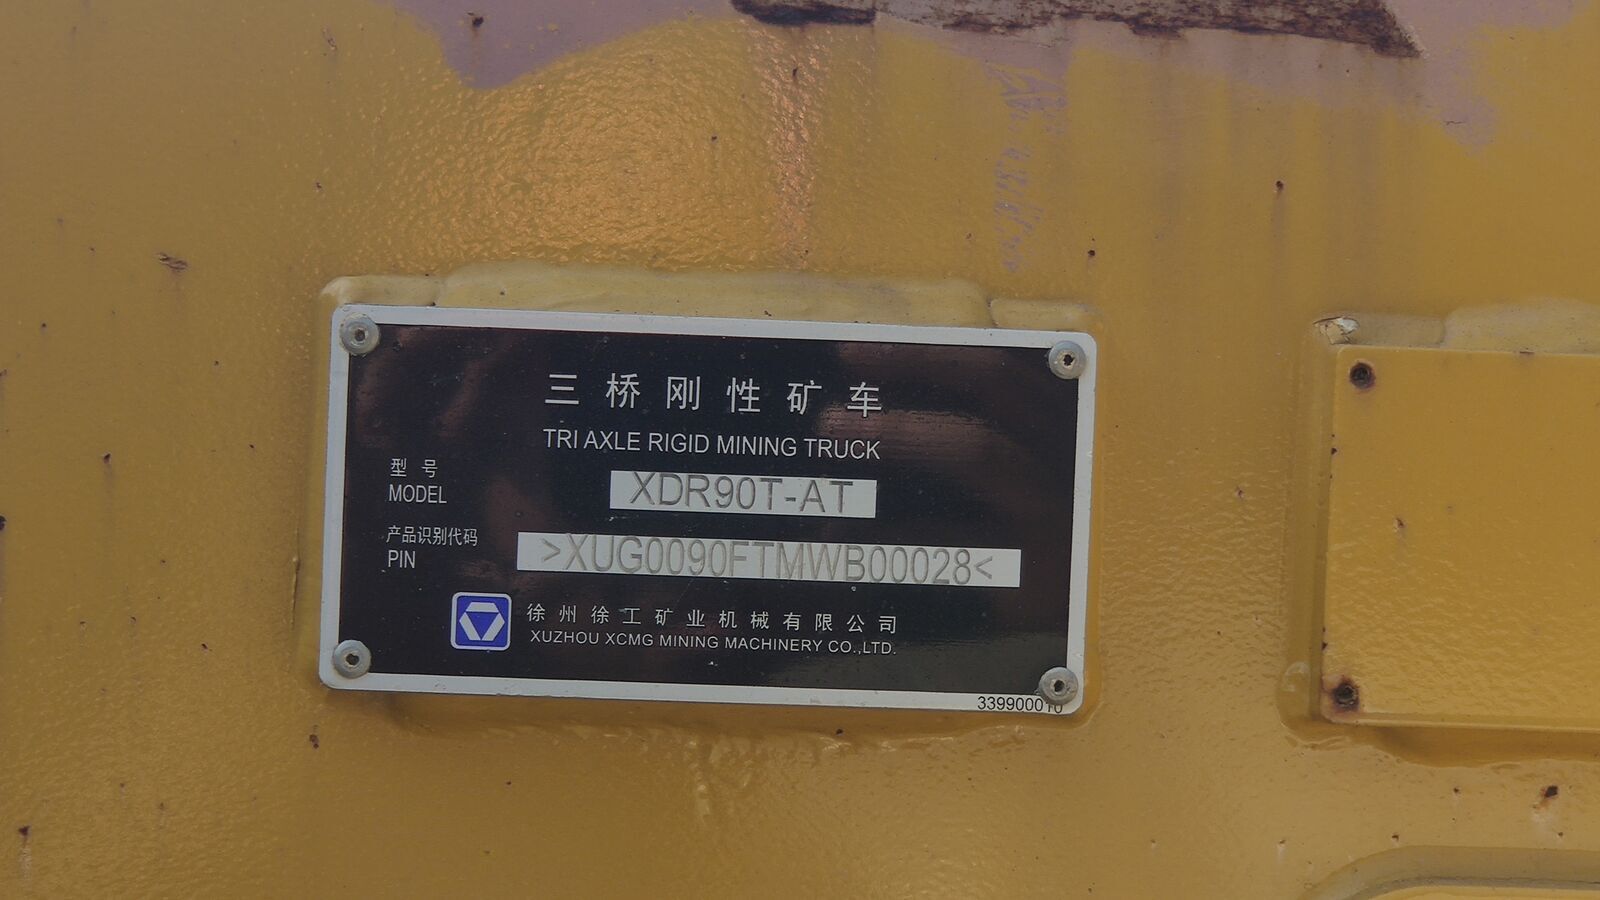 三桥刚性矿车
TRI AXLE RIGID MINING TRUCK
型号
MODEL
XDR90T-AT
产品识别代码
PIN
>XUG0090FTMWB00028<
徐州徐工矿业机械有限公司
XUZHOU XCMG MINING MACHINERY CO.,LTD.
339900010